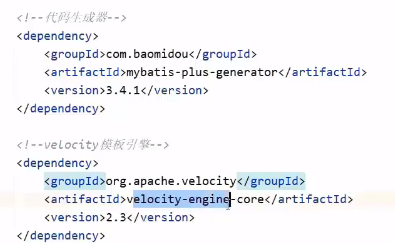 <!--代码生成器-->
<dependency>
<groupId>com.baomidou</groupId>
<artifactId>mybatis-plus-generator</artifactId>
<version>3.4.1</version>
</dependency>
<!--velocity模板引擎-->
<dependency>
<groupId>org.apache.velocity</groupId>
<artifactId>velocity-engine-core</artifactId>
<version>2.3</version>
</dependency>